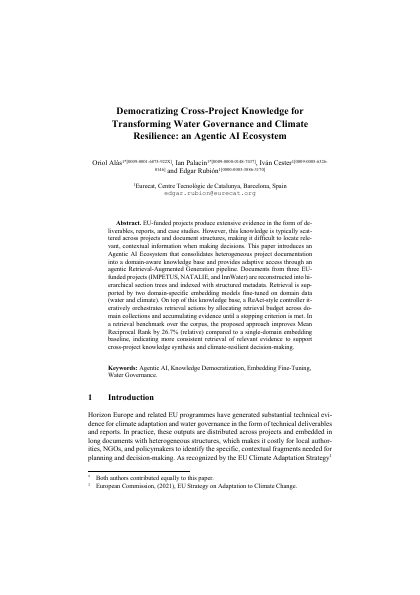 Democratizing Cross-Project Knowledge for
Transforming Water Governance and Climate
Resilience: an Agentic AI Ecosystem
Oriol Alàs, Ian Palacín, Iván Cester
and Edgar Rubión
¹Eurecat, Centre Tecnològic de Catalunya, Barcelona, Spain
edgar.rubion@eurecat.org
Abstract. EU-funded projects produce extensive evidence in the form of de-
liverables, reports, and case studies. However, this knowledge is typically scat-
tered across projects and document structures, making it difficult to locate rele-
vant, contextual information when making decisions. This paper introduces an
Agentic AI Ecosystem that consolidates heterogeneous project documentation
into a domain-aware knowledge base and provides adaptive access through an
agentic Retrieval-Augmented Generation pipeline. Documents from three EU-
funded projects (IMPETUS, NATALIE, and InnWater) are reconstructed into hi-
erarchical section trees and indexed with structured metadata. Retrieval is sup-
ported by two domain-specific embedding models fine-tuned on domain data
(water and climate). On top of this knowledge base, a ReAct-style controller it-
eratively orchestrates retrieval actions by allocating retrieval budget across do-
main collections and accumulating evidence until a stopping criterion is met. In
a retrieval benchmark over the corpus, the proposed approach improves Mean
Reciprocal Rank by 26.7% (relative) compared to a single-domain embedding
baseline, indicating more consistent retrieval of relevant evidence to support
cross-project knowledge synthesis and climate-resilient decision-making.
Keywords: Agentic AI, Knowledge Democratization, Embedding Fine-Tuning,
Water Governance.
1 Introduction
Horizon Europe and related EU programmes have generated substantial technical evi-
dence for climate adaptation and water governance in the form of technical deliverables
and reports. In practice, these outputs are distributed across projects and embedded in
long documents with heterogeneous structures, which makes it costly for local author-
ities, NGOs, and policymakers to identify the specific, contextual fragments needed for
planning and decision-making. As recognized by the EU Climate Adaptation Strategy¹
* Both authors contributed equally to this paper.
² European Commission, (2021), EU Strategy on Adaptation to Climate Change.